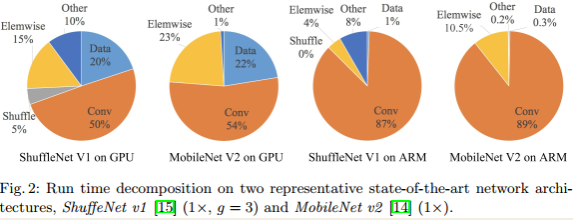 Other
10%
Elemwise
15%
Data
20%
Shuffle
5%
Conv
50%
ShuffleNet V1 on GPU
Other
1%
Elemwise
23%
Data
22%
Conv
54%
MobileNet V2 on GPU
Elemwise
4%
Other
8%
Data
1%
Shuffle
0%
Conv
87%
ShuffleNet V1 on ARM
Elemwise
10.5%
Other
0.2%
Data
0.3%
Conv
89%
MobileNet V2 on ARM
Fig. 2: Run time decomposition on two representative state-of-the-art network archi-
tectures, ShuffeNet v1 [15] (1×, g = 3) and MobileNet v2 [14] (1×).